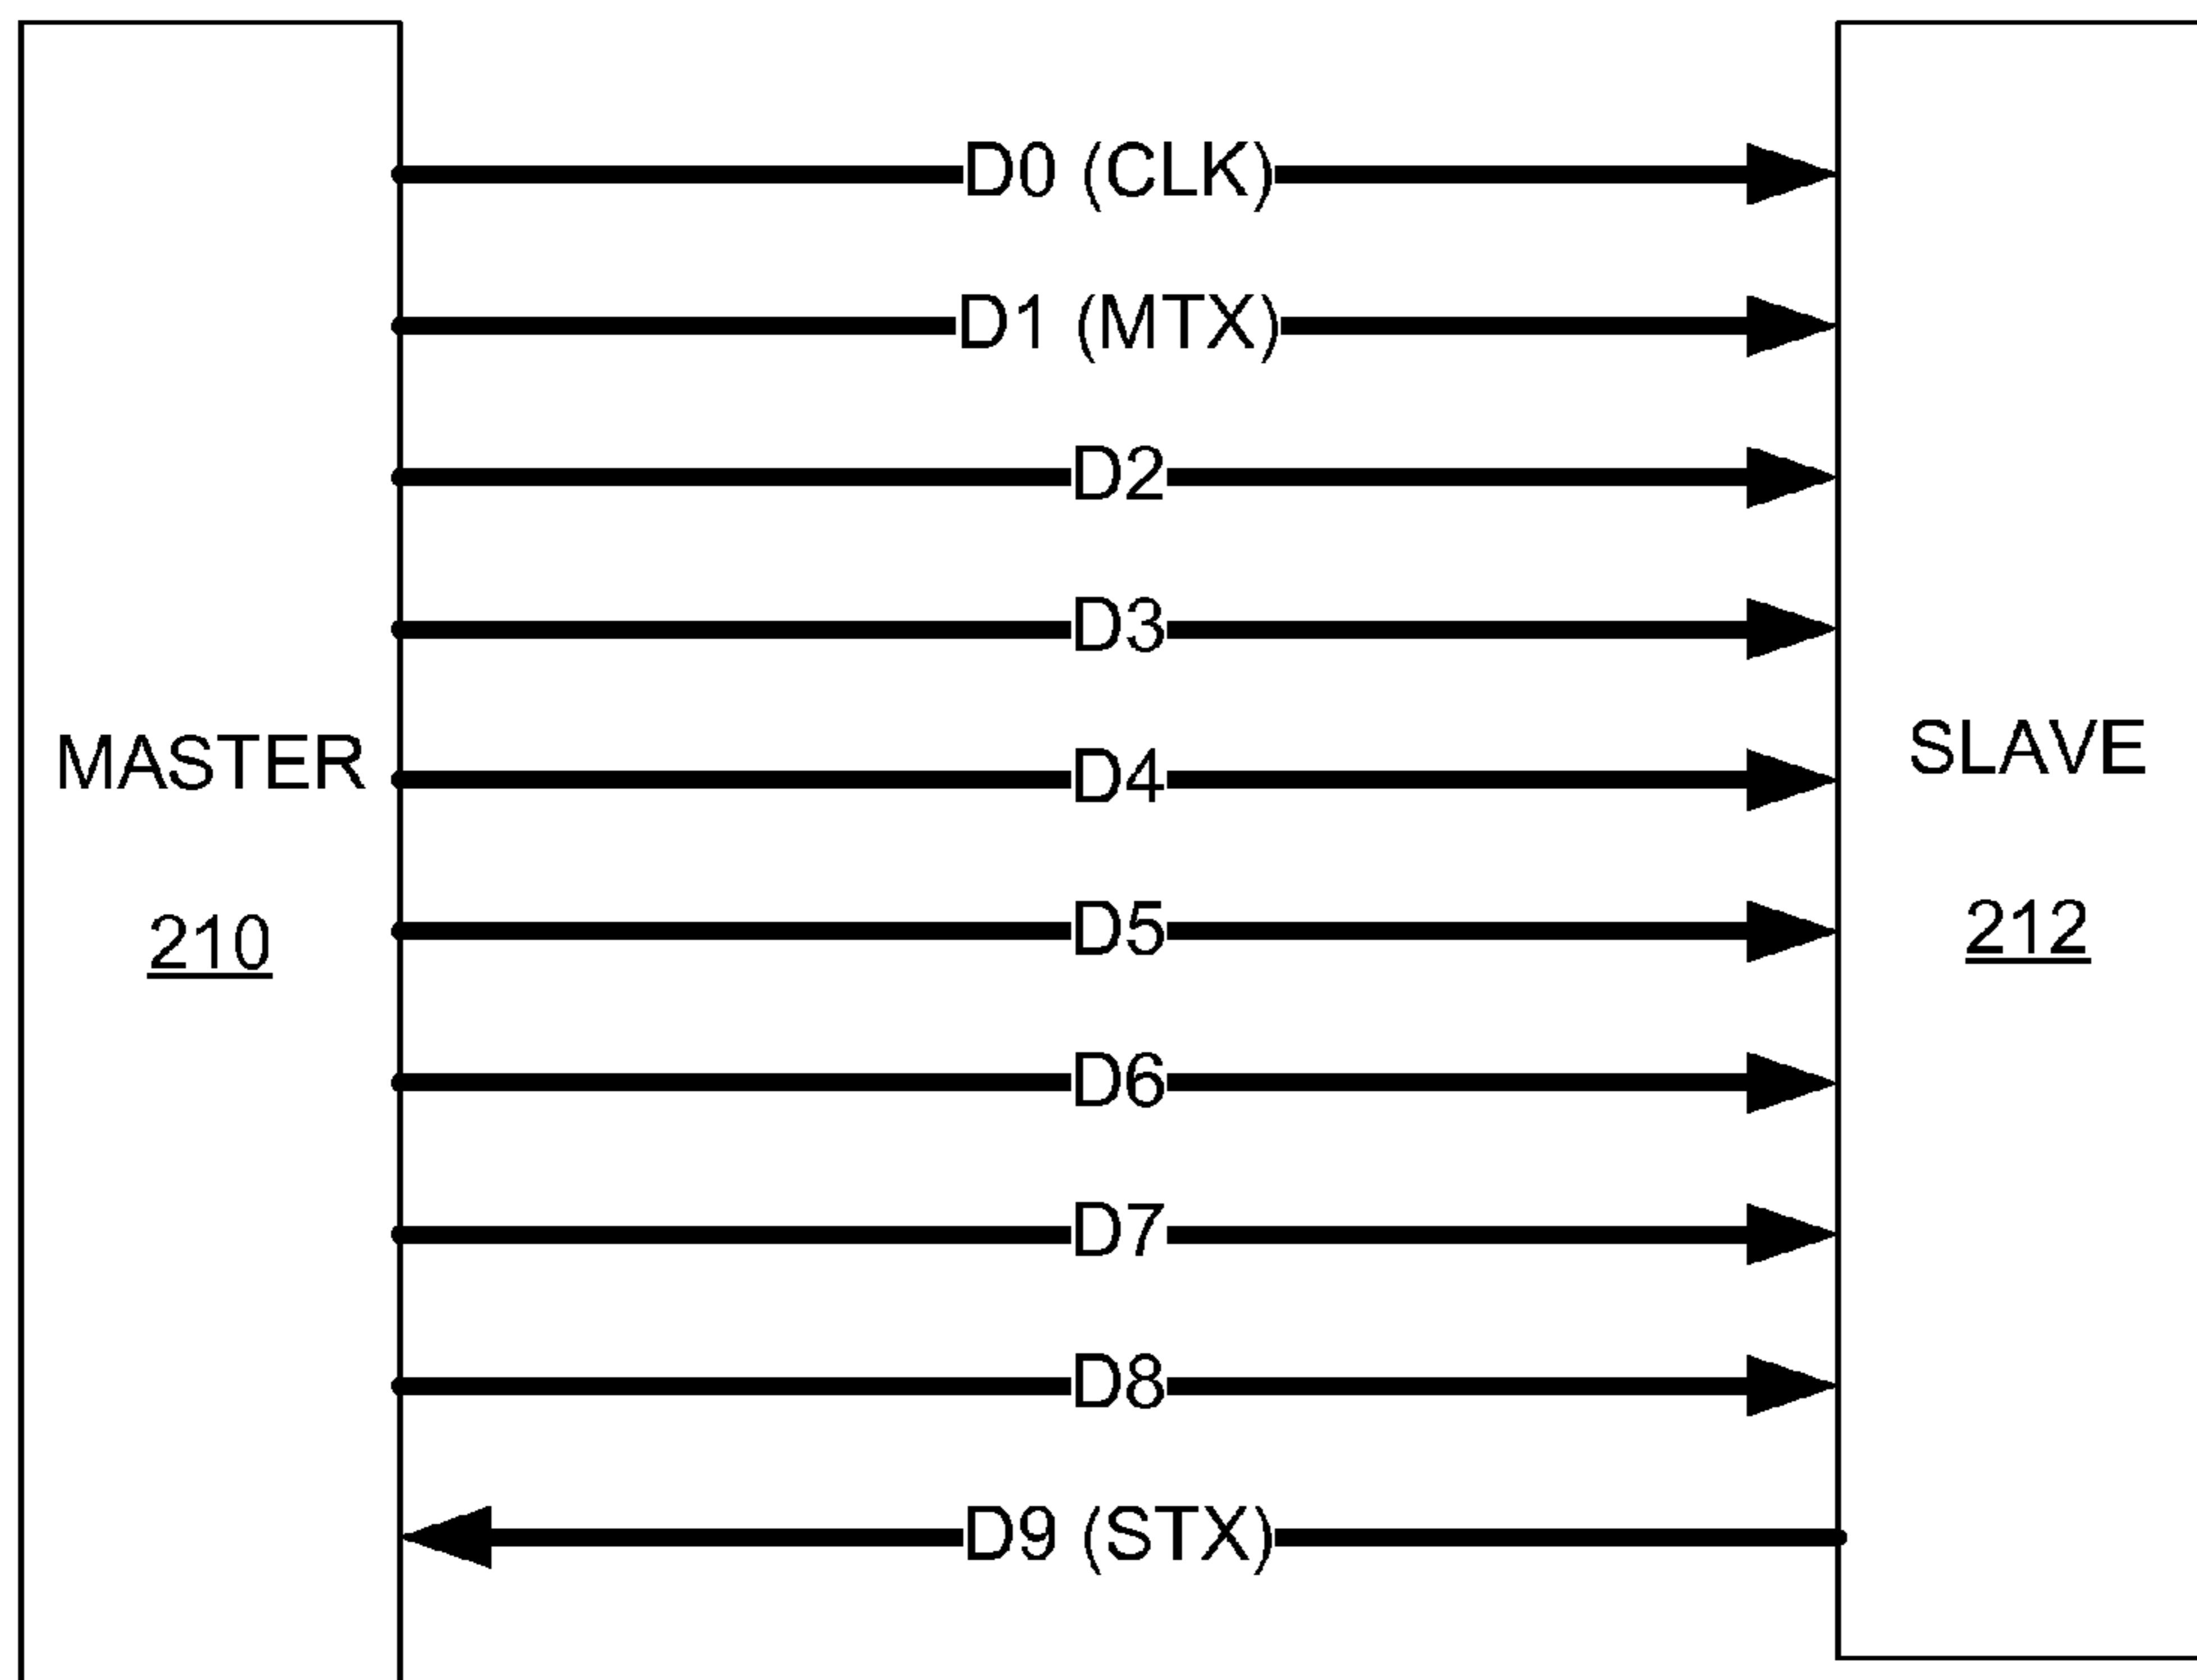 D0 (CLK)
D1 (MTX)
D2
D3
MASTER
D4
SLAVE
210
D5
212
D6
D7
D8
D9 (STX)